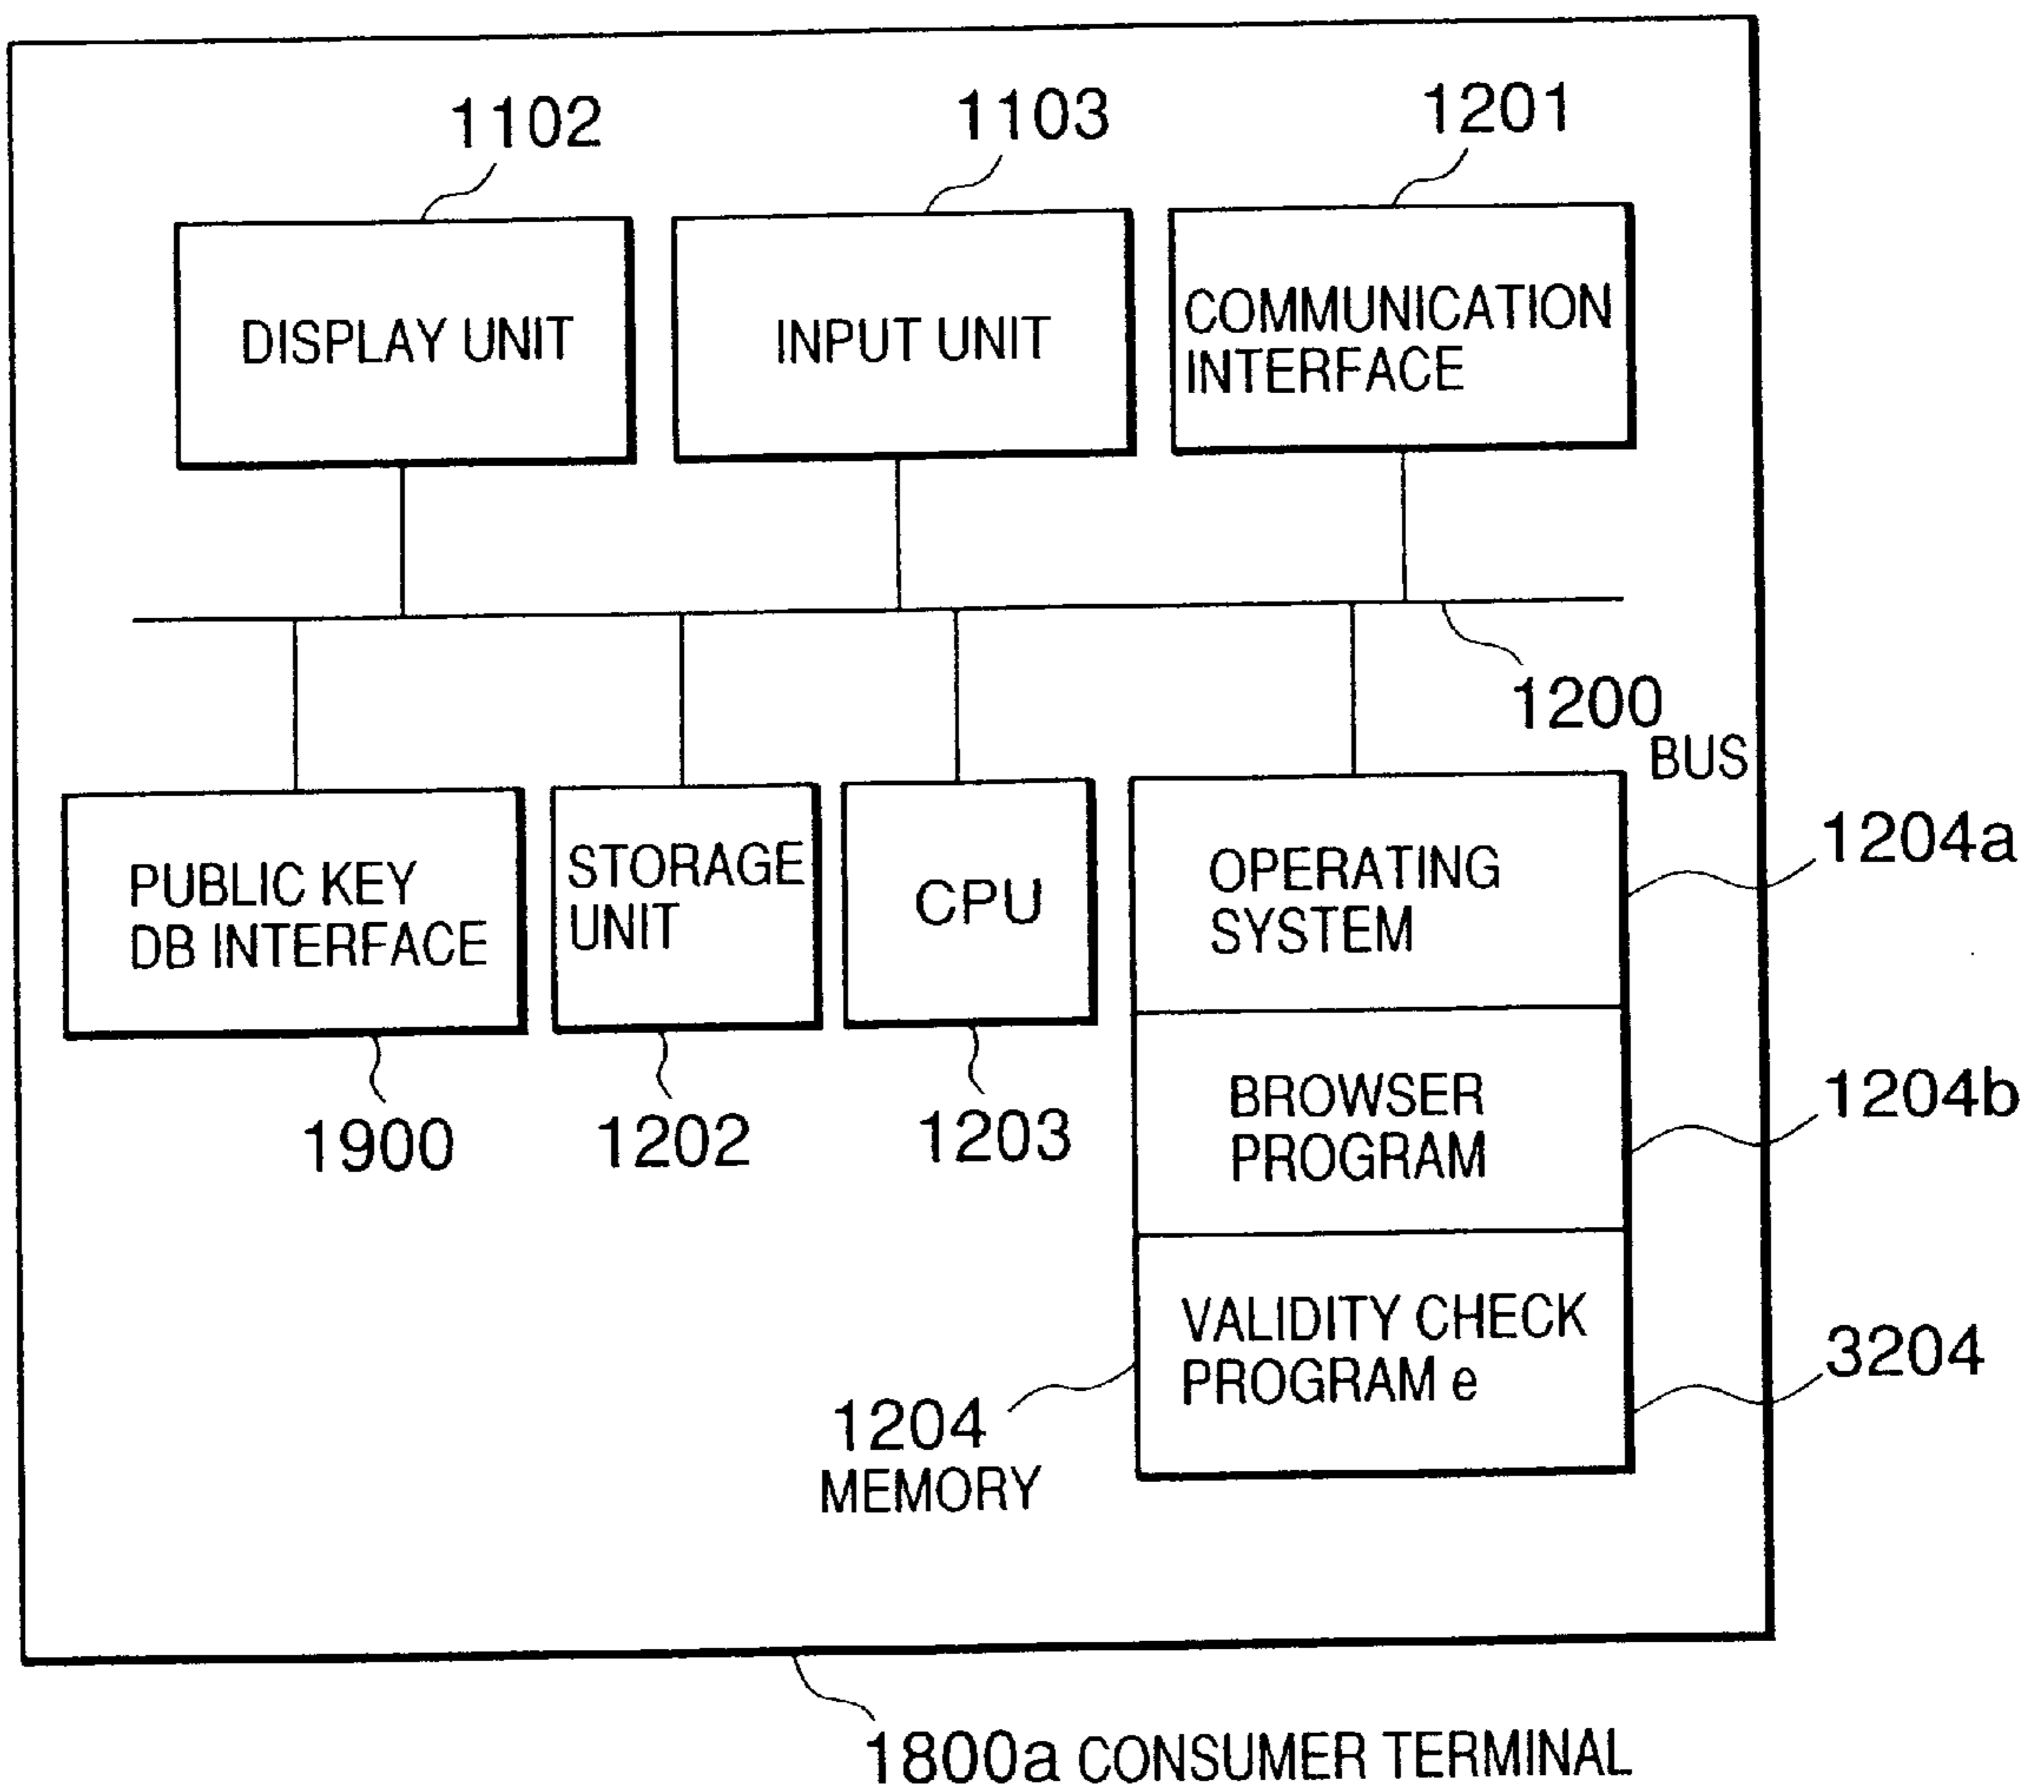 1102
1103
1201
DISPLAY UNIT
INPUT UNIT
COMMUNICATION
INTERFACE
1200
BUS
PUBLIC KEY
DB INTERFACE
STORAGE
UNIT
CPU
OPERATING
SYSTEM
1204a
1900
1202
1203
BROWSER
PROGRAM
1204b
VALIDITY CHECK
PROGRAM e
3204
1204
MEMORY
1800a CONSUMER TERMINAL